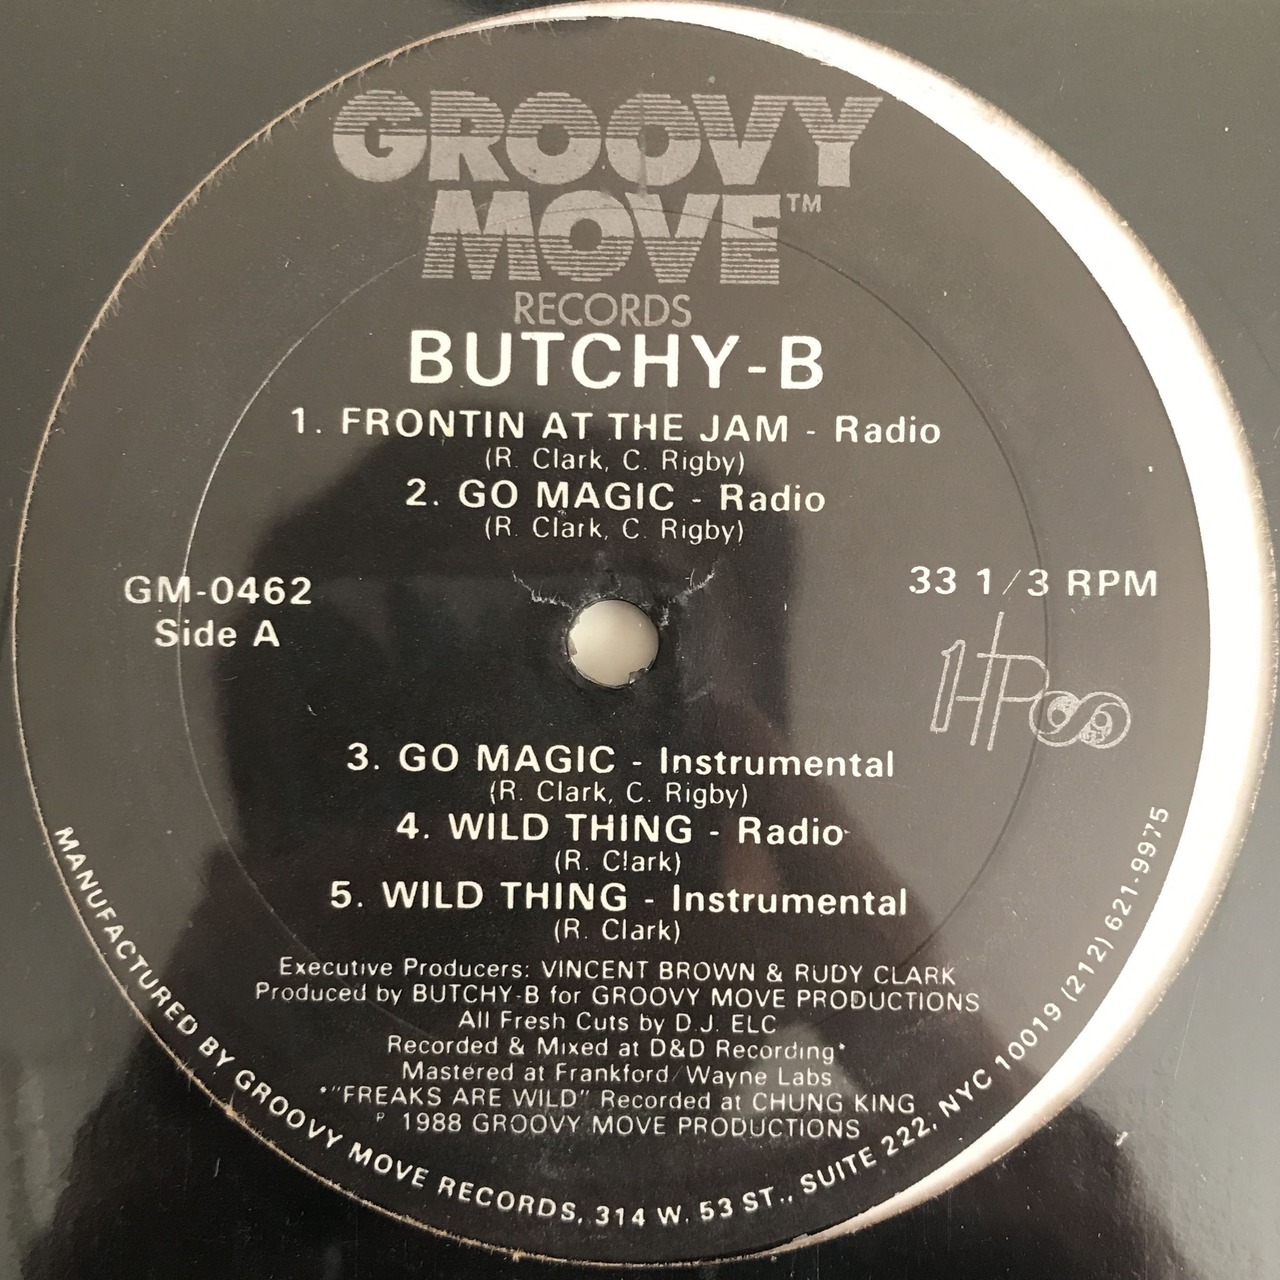 GROOVY
MOVE™
RECORDS
BUTCHY-B
1. FRONTIN AT THE JAM - Radio
(R. Clark, C. Rigby)
2. GO MAGIC - Radio
(R. Clark, C. Rigby)
GM-0462
Side A
33 1/3 RPM
3. GO MAGIC - Instrumental
(R. Clark, C. Rigby)
4. WILD THING - Radio
(R. Clark)
5. WILD THING - Instrumental
(R. Clark)
Executive Producers: VINCENT BROWN & RUDY CLARK
Produced by BUTCHY-B for GROOVY MOVE PRODUCTIONS
All Fresh Cuts by D.J. ELC
Recorded & Mixed at D&D Recording*
Mastered at Frankford/Wayne Labs
*"FREAKS ARE WILD" Recorded at CHUNG KING
℗ 1988 GROOVY MOVE PRODUCTIONS
MANUFACTURED BY GROOVY MOVE RECORDS, 314 W. 53 ST., SUITE 222, NYC 10019 (212) 621-9975